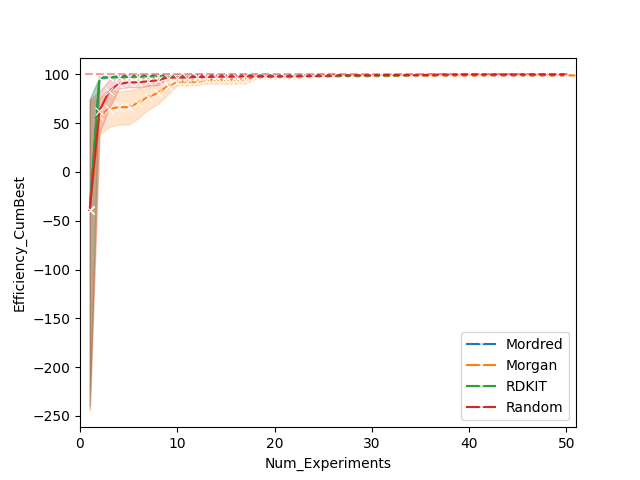 100
50
0
−50
−100
−150
−200
−250
Efficiency_CumBest
Mordred
Morgan
RDKIT
Random
0 10 20 30 40 50
Num_Experiments